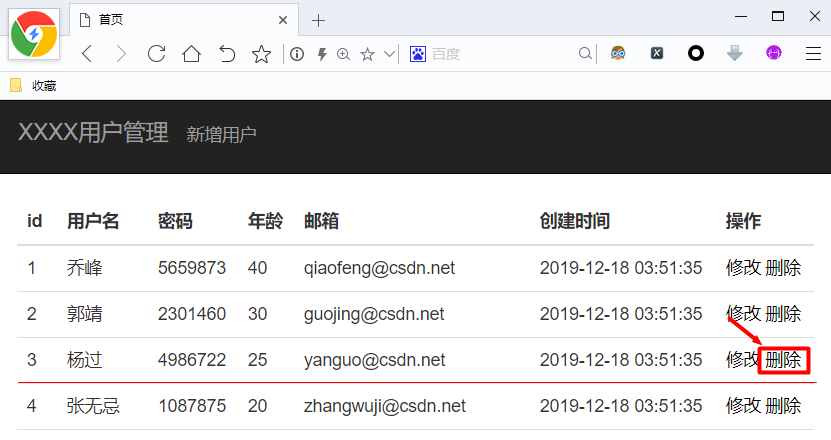 首页
百度
收藏
XXXX用户管理 新增用户
id 用户名 密码 年龄 邮箱 创建时间 操作
1 乔峰 5659873 40 qiaofeng@csdn.net 2019-12-18 03:51:35 修改 删除
2 郭靖 2301460 30 guojing@csdn.net 2019-12-18 03:51:35 修改 删除
3 杨过 4986722 25 yanguo@csdn.net 2019-12-18 03:51:35 修改 删除
4 张无忌 1087875 20 zhangwuji@csdn.net 2019-12-18 03:51:35 修改 删除